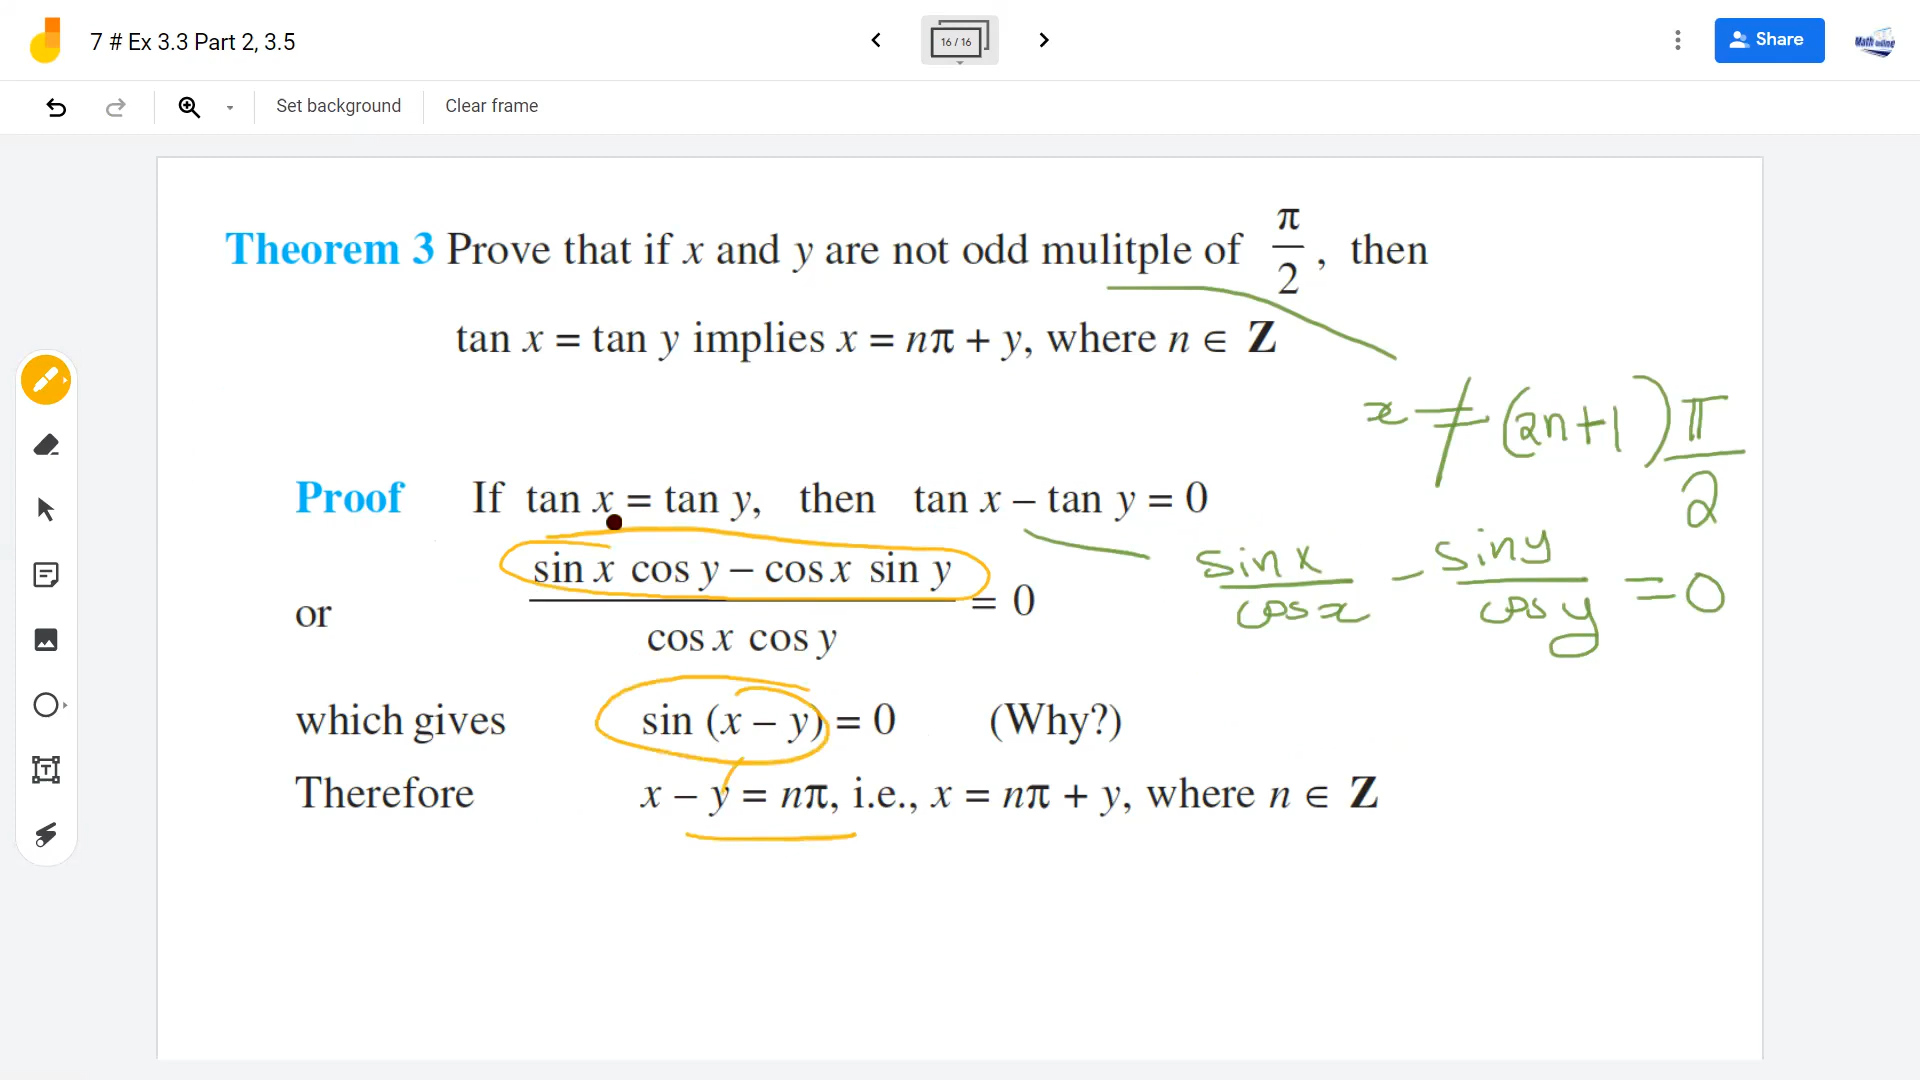 7 # Ex 3.3 Part 2, 3.5
16 / 16
Share
Math online
Set background
Clear frame
Theorem 3 Prove that if x and y are not odd mulitple of π/2, then
tan x = tan y implies x = nπ + y, where n ∈ Z
x ≠ (2n+1) π/2
Proof If tan x = tan y, then tan x – tan y = 0
or (sin x cos y – cos x sin y)/(cos x cos y) = 0
sin x/cos x – sin y/cos y = 0
which gives sin (x – y) = 0 (Why?)
Therefore x – y = nπ, i.e., x = nπ + y, where n ∈ Z